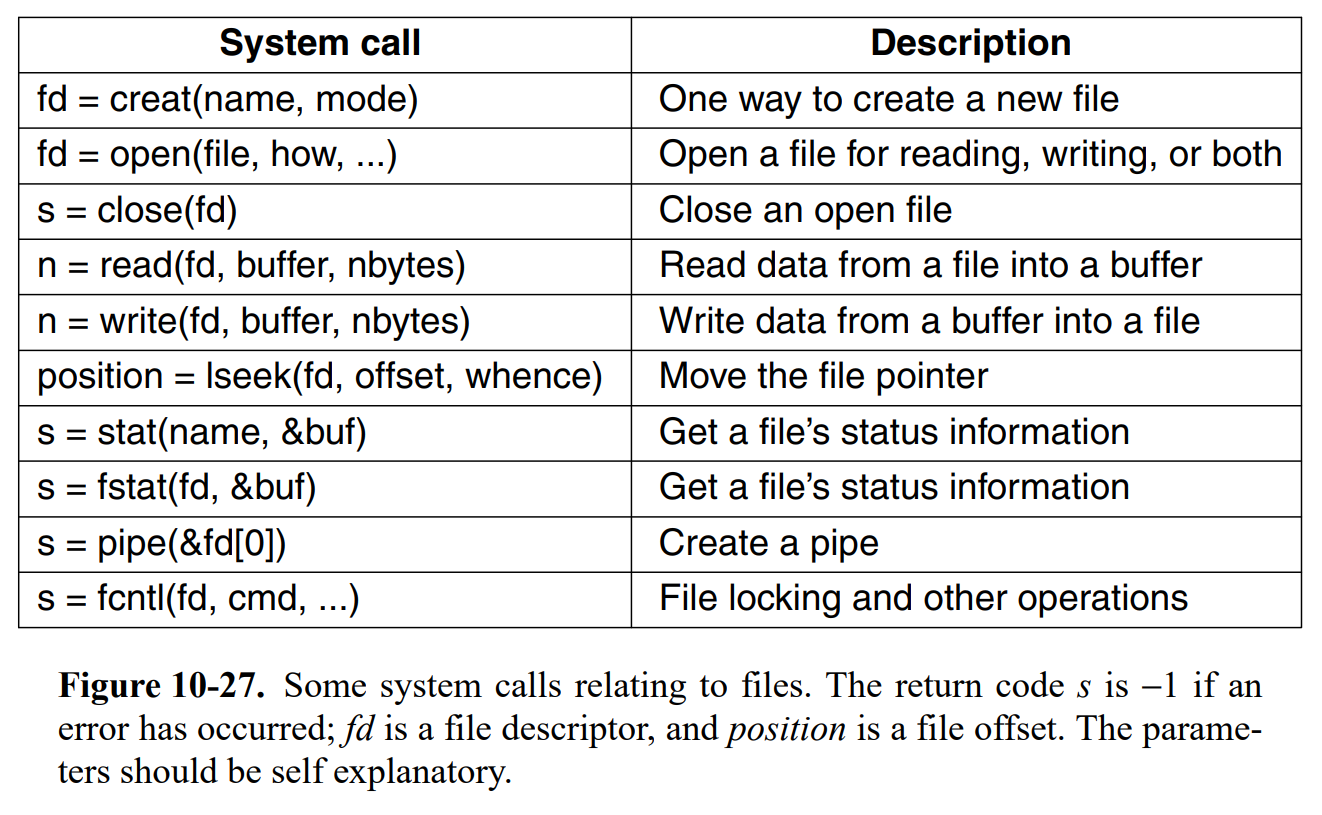 System call Description
fd = creat(name, mode) One way to create a new file
fd = open(file, how, ...) Open a file for reading, writing, or both
s = close(fd) Close an open file
n = read(fd, buffer, nbytes) Read data from a file into a buffer
n = write(fd, buffer, nbytes) Write data from a buffer into a file
position = lseek(fd, offset, whence) Move the file pointer
s = stat(name, &buf) Get a file’s status information
s = fstat(fd, &buf) Get a file’s status information
s = pipe(&fd[0]) Create a pipe
s = fcntl(fd, cmd, ...) File locking and other operations
Figure 10-27. Some system calls relating to files. The return code s is −1 if an
error has occurred; fd is a file descriptor, and position is a file offset. The parame-
ters should be self explanatory.